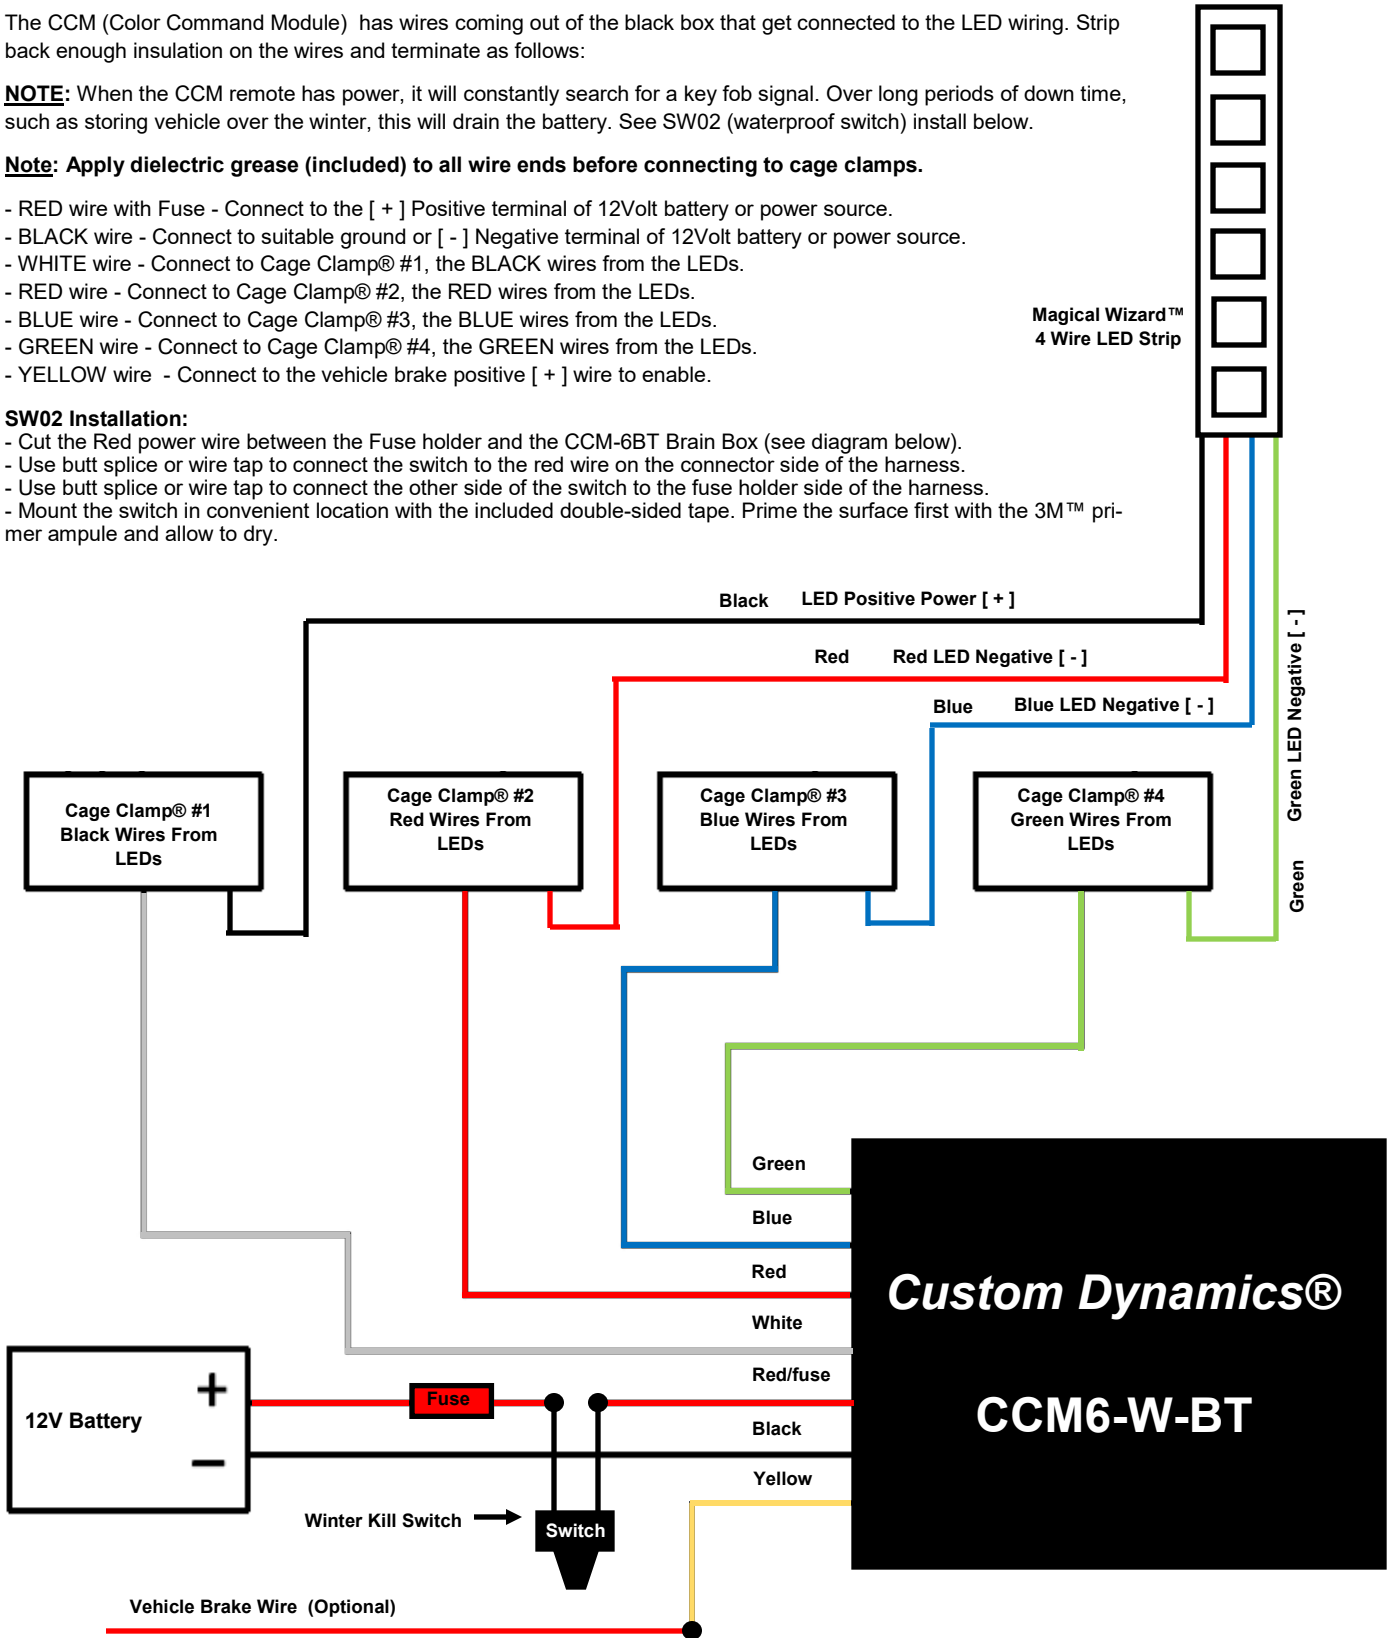 The CCM (Color Command Module)  has wires coming out of the black box that get connected to the LED wiring. Strip
back enough insulation on the wires and terminate as follows:
NOTE: When the CCM remote has power, it will constantly search for a key fob signal. Over long periods of down time,
such as storing vehicle over the winter, this will drain the battery. See SW02 (waterproof switch) install below.
Note: Apply dielectric grease (included) to all wire ends before connecting to cage clamps.
- RED wire with Fuse - Connect to the [ + ] Positive terminal of 12Volt battery or power source.
- BLACK wire - Connect to suitable ground or [ - ] Negative terminal of 12Volt battery or power source.
- WHITE wire - Connect to Cage Clamp® #1, the BLACK wires from the LEDs.
- RED wire - Connect to Cage Clamp® #2, the RED wires from the LEDs.
- BLUE wire - Connect to Cage Clamp® #3, the BLUE wires from the LEDs.
- GREEN wire - Connect to Cage Clamp® #4, the GREEN wires from the LEDs.
- YELLOW wire  - Connect to the vehicle brake positive [ + ] wire to enable.
Magical Wizard™
4 Wire LED Strip
SW02 Installation:
- Cut the Red power wire between the Fuse holder and the CCM-6BT Brain Box (see diagram below).
- Use butt splice or wire tap to connect the switch to the red wire on the connector side of the harness.
- Use butt splice or wire tap to connect the other side of the switch to the fuse holder side of the harness.
- Mount the switch in convenient location with the included double-sided tape. Prime the surface first with the 3M™ pri-
mer ampule and allow to dry.
Black LED Positive Power [ + ]
Red Red LED Negative [ - ]
Blue Blue LED Negative [ - ]
Green Green LED Negative [ - ]
Cage Clamp® #1
Black Wires From
LEDs
Cage Clamp® #2
Red Wires From
LEDs
Cage Clamp® #3
Blue Wires From
LEDs
Cage Clamp® #4
Green Wires From
LEDs
Green
Blue
Red
White
Red/fuse
Black
Yellow
Custom Dynamics®
CCM6-W-BT
12V Battery
+
−
Fuse
Winter Kill Switch
Switch
Vehicle Brake Wire  (Optional)